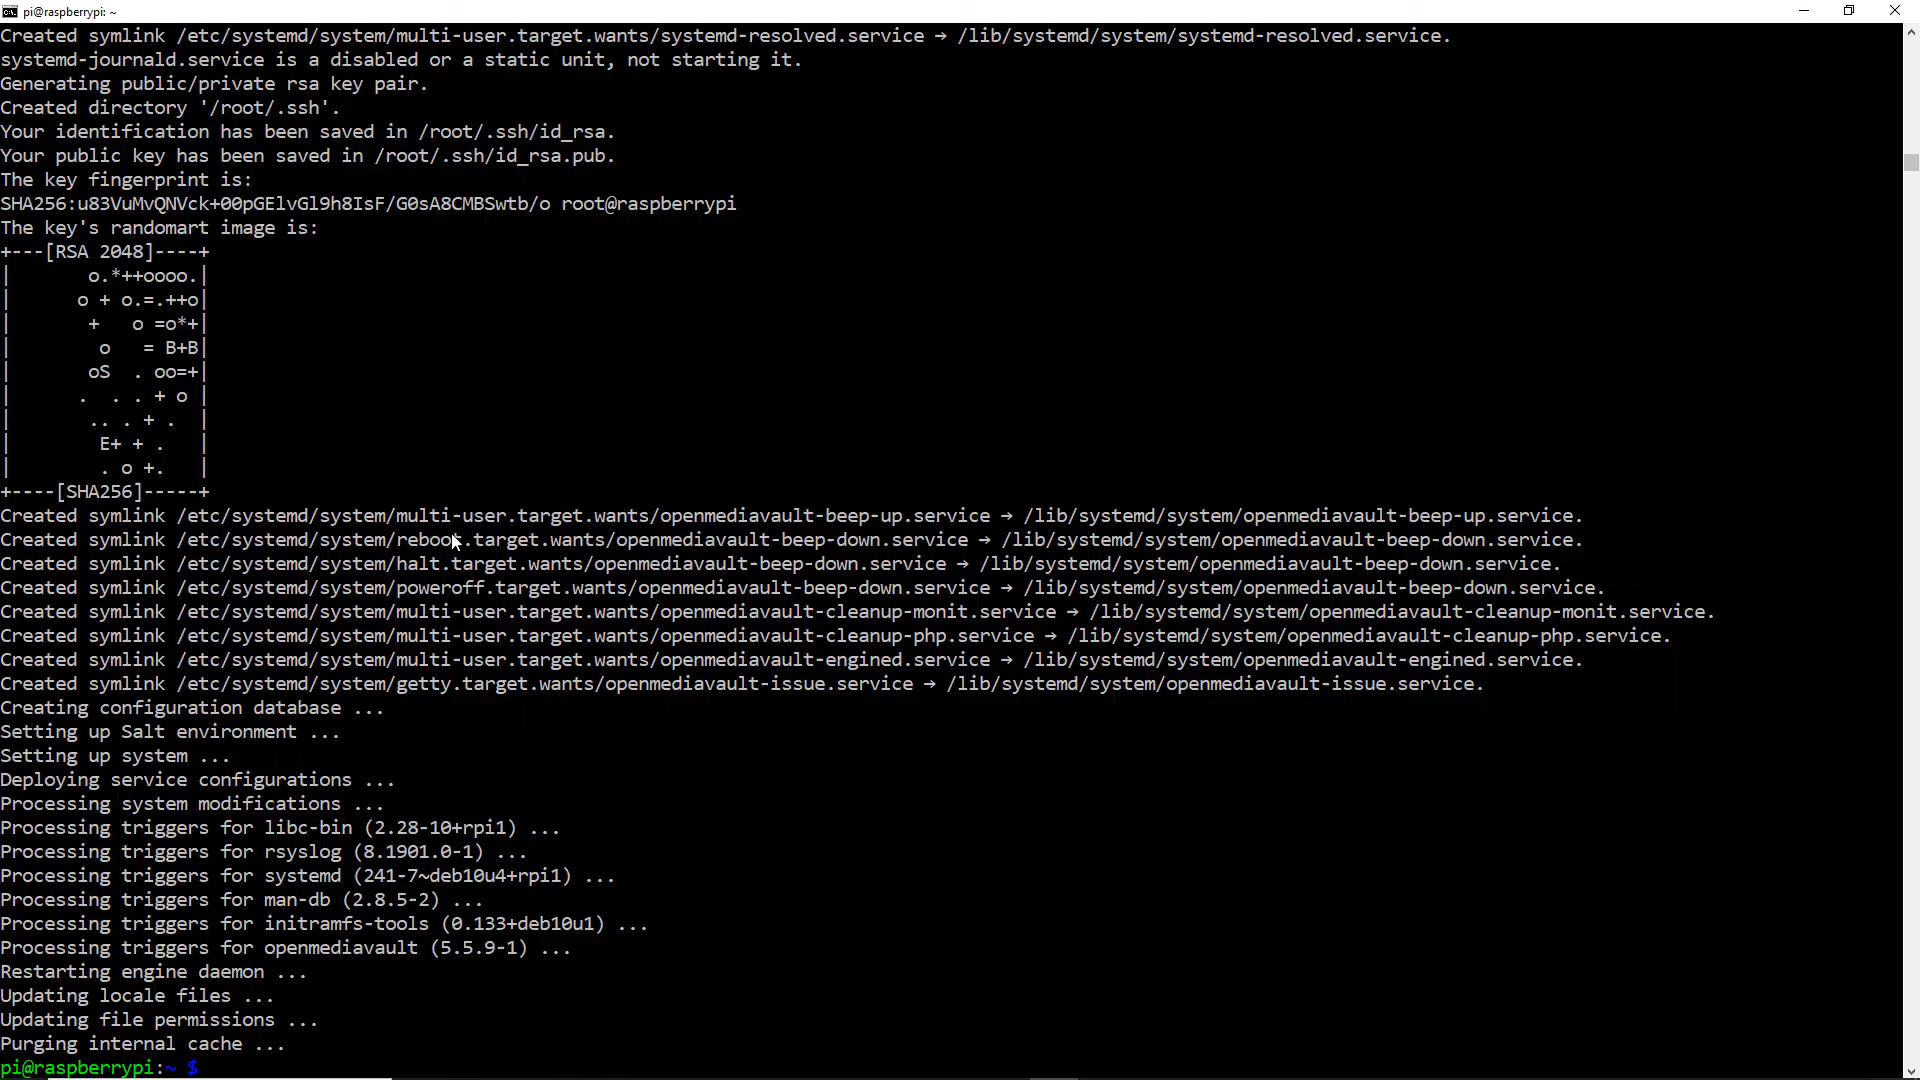 pi@raspberrypi: ~
Created symlink /etc/systemd/system/multi-user.target.wants/systemd-resolved.service → /lib/systemd/system/systemd-resolved.service.
systemd-journald.service is a disabled or a static unit, not starting it.
Generating public/private rsa key pair.
Created directory '/root/.ssh'.
Your identification has been saved in /root/.ssh/id_rsa.
Your public key has been saved in /root/.ssh/id_rsa.pub.
The key fingerprint is:
SHA256:u83VuMvQNVck+00pGElvGl9h8IsF/G0sA8CMBSwtb/o root@raspberrypi
The key's randomart image is:
+---[RSA 2048]----+
|       o.*++oooo.|
|      o + o.=.++o|
|       +   o =o*+|
|        o   = B+B|
|       oS  . oo=+|
|      .  . . + o |
|       .. . + .  |
|        E+ + .   |
|        . o +.   |
+----[SHA256]-----+
Created symlink /etc/systemd/system/multi-user.target.wants/openmediavault-beep-up.service → /lib/systemd/system/openmediavault-beep-up.service.
Created symlink /etc/systemd/system/reboot.target.wants/openmediavault-beep-down.service → /lib/systemd/system/openmediavault-beep-down.service.
Created symlink /etc/systemd/system/halt.target.wants/openmediavault-beep-down.service → /lib/systemd/system/openmediavault-beep-down.service.
Created symlink /etc/systemd/system/poweroff.target.wants/openmediavault-beep-down.service → /lib/systemd/system/openmediavault-beep-down.service.
Created symlink /etc/systemd/system/multi-user.target.wants/openmediavault-cleanup-monit.service → /lib/systemd/system/openmediavault-cleanup-monit.service.
Created symlink /etc/systemd/system/multi-user.target.wants/openmediavault-cleanup-php.service → /lib/systemd/system/openmediavault-cleanup-php.service.
Created symlink /etc/systemd/system/multi-user.target.wants/openmediavault-engined.service → /lib/systemd/system/openmediavault-engined.service.
Created symlink /etc/systemd/system/getty.target.wants/openmediavault-issue.service → /lib/systemd/system/openmediavault-issue.service.
Creating configuration database ...
Setting up Salt environment ...
Setting up system ...
Deploying service configurations ...
Processing system modifications ...
Processing triggers for libc-bin (2.28-10+rpi1) ...
Processing triggers for rsyslog (8.1901.0-1) ...
Processing triggers for systemd (241-7~deb10u4+rpi1) ...
Processing triggers for man-db (2.8.5-2) ...
Processing triggers for initramfs-tools (0.133+deb10u1) ...
Processing triggers for openmediavault (5.5.9-1) ...
Restarting engine daemon ...
Updating locale files ...
Updating file permissions ...
Purging internal cache ...
pi@raspberrypi:~ $